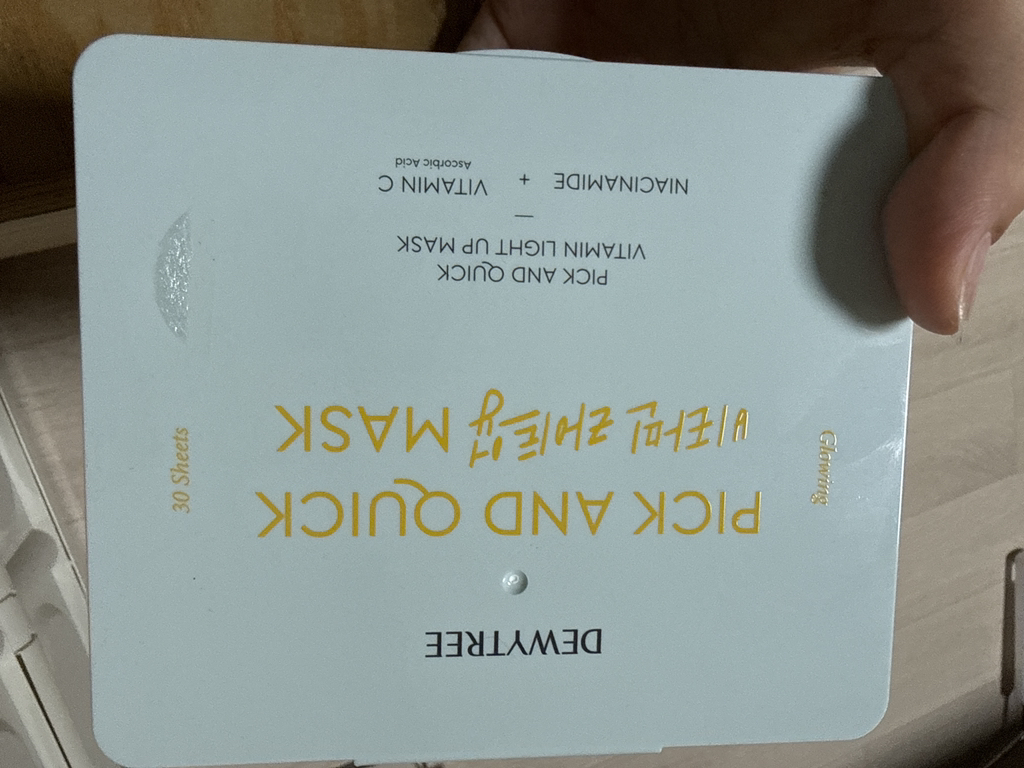 DEWYTREE
PICK AND QUICK
비타민 라이트업 MASK
Glowing
30 Sheets
PICK AND QUICK
VITAMIN LIGHT UP MASK
NIACINAMIDE + VITAMIN C
Ascorbic Acid